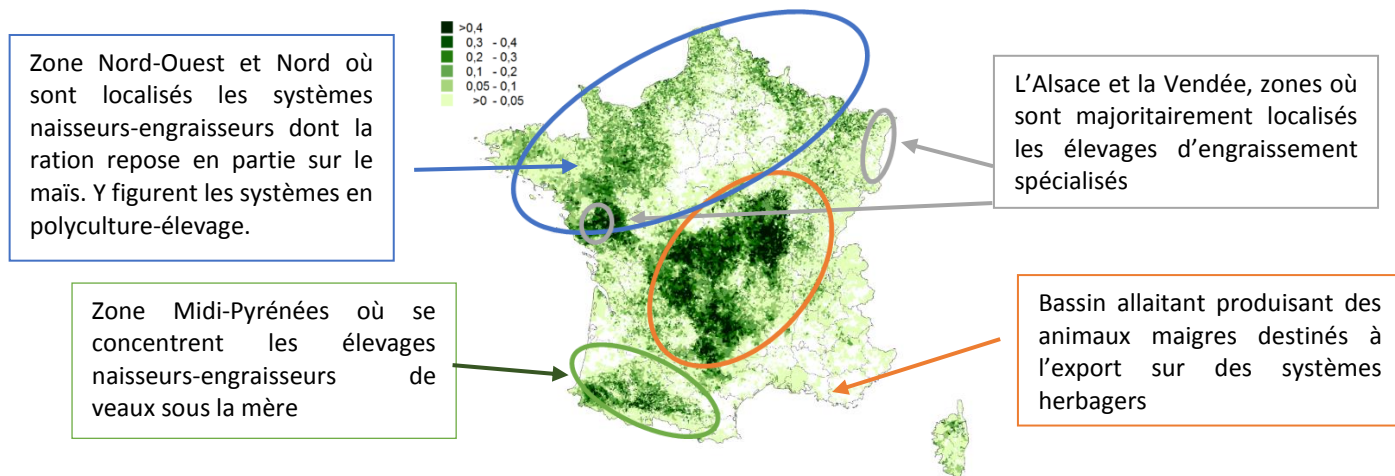 >0,4
0,3 - 0,4
0,2 - 0,3
0,1 - 0,2
0,05 - 0,1
>0 - 0,05
Zone Nord-Ouest et Nord où
sont localisés les systèmes
naisseurs-engraisseurs dont la
ration repose en partie sur le
maïs. Y figurent les systèmes en
polyculture-élevage.
L’Alsace et la Vendée, zones où
sont majoritairement localisés
les élevages d’engraissement
spécialisés
Zone Midi-Pyrénées où se
concentrent les élevages
naisseurs-engraisseurs de
veaux sous la mère
Bassin allaitant produisant des
animaux maigres destinés à
l’export sur des systèmes
herbagers